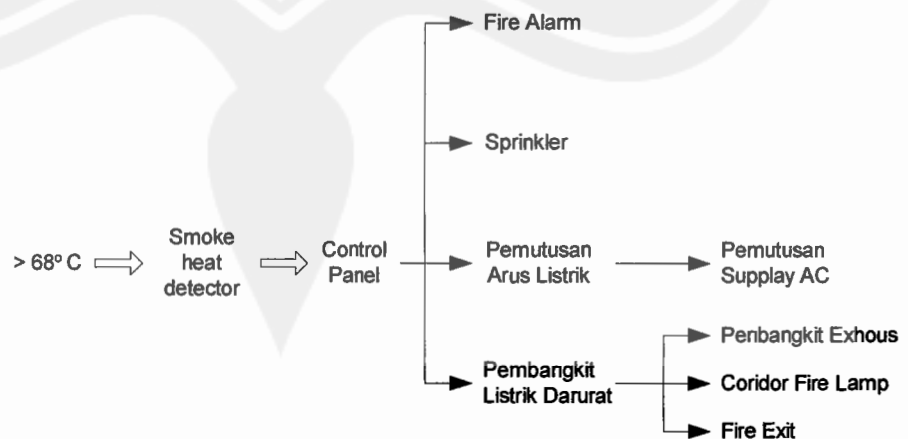 Fire Alarm
Sprinkler
> 68º C
Smoke
heat
detector
Control
Panel
Pemutusan
Arus Listrik
Pemutusan
Supplay AC
Pembangkit
Listrik Darurat
Penbangkit Exhous
Coridor Fire Lamp
Fire Exit